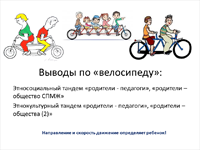 Выводы по «велосипеду»:
Этносоциальный тандем «родители - педагоги», «родители –
общество СПМЖ»
Этнокультурный тандем «родители - педагоги», «родители –
общества (2)»
Направление и скорость движения определяет ребенок!